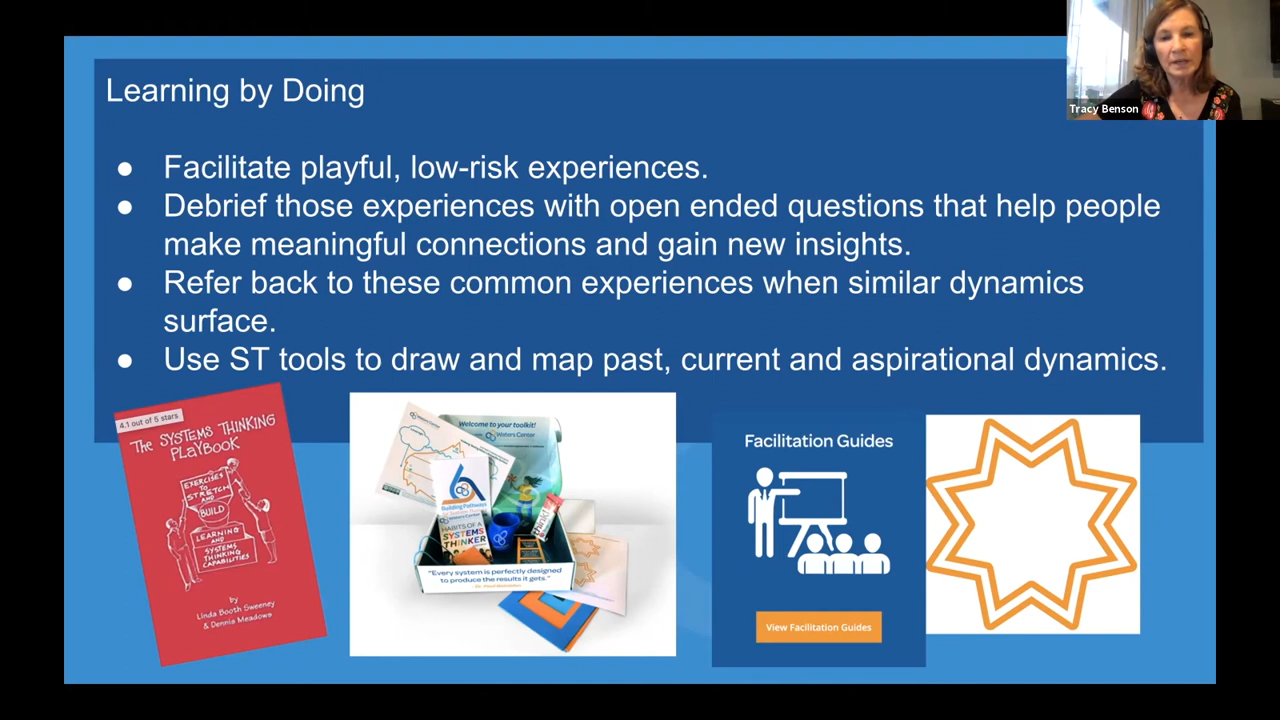 Learning by Doing
Tracy Benson
● Facilitate playful, low-risk experiences.
● Debrief those experiences with open ended questions that help people
make meaningful connections and gain new insights.
● Refer back to these common experiences when similar dynamics
surface.
● Use ST tools to draw and map past, current and aspirational dynamics.
4.1 out of 5 stars
THE SYSTEMS THINKING
PLAYBOOK
EXERCISES
TO
STRETCH
AND
BUILD
LEARNING
AND
SYSTEMS
THINKING
CAPABILITIES
by
Linda Booth Sweeney
& Dennis Meadows
Welcome to your toolkit!
Waters Center
Building Pathways
Waters Center
HABITS OF A
SYSTEMS
THINKER
"Every system is perfectly designed
to produce the results it gets."
Facilitation Guides
View Facilitation Guides